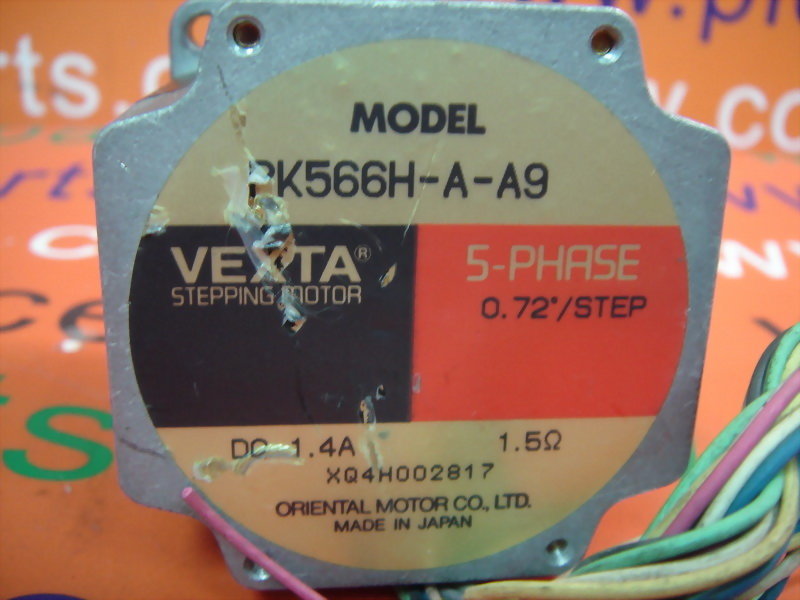 MODEL
PK566H-A-A9
VEXTA®
STEPPING MOTOR
5-PHASE
0.72°/STEP
DC 1.4A
1.5Ω
XQ4H002817
ORIENTAL MOTOR CO., LTD.
MADE IN JAPAN